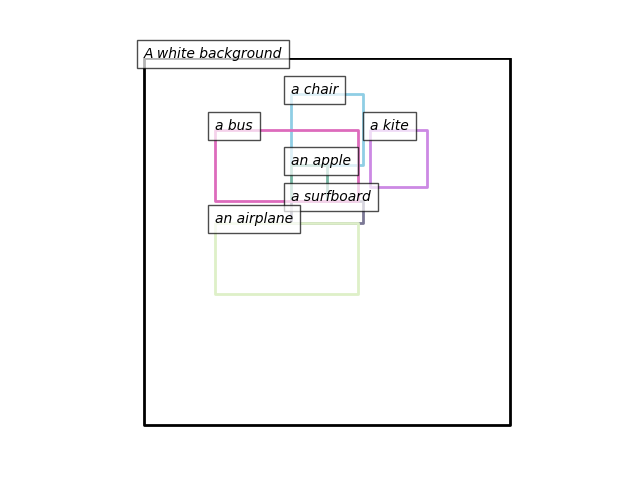 A white background
a chair
a bus
a kite
an apple
a surfboard
an airplane